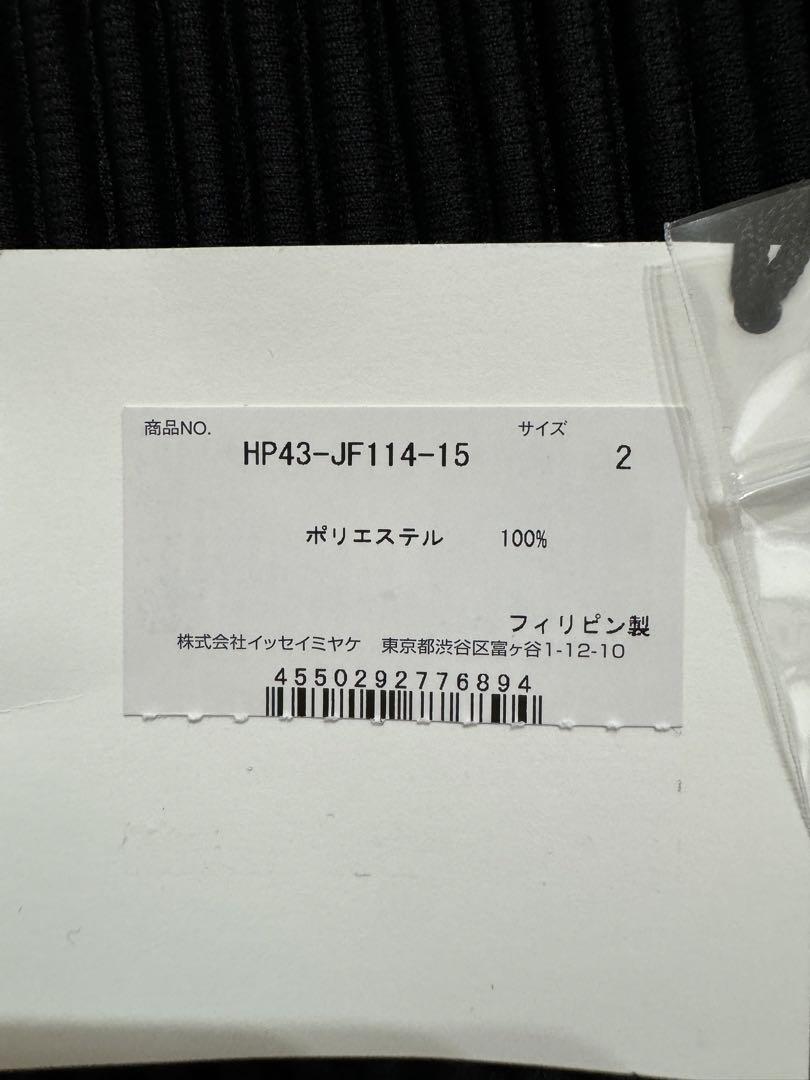 商品NO. サイズ
HP43-JF114-15 2
ポリエステル 100%
フィリピン製
株式会社イッセイミヤケ 東京都渋谷区富ヶ谷1-12-10
4550292776894